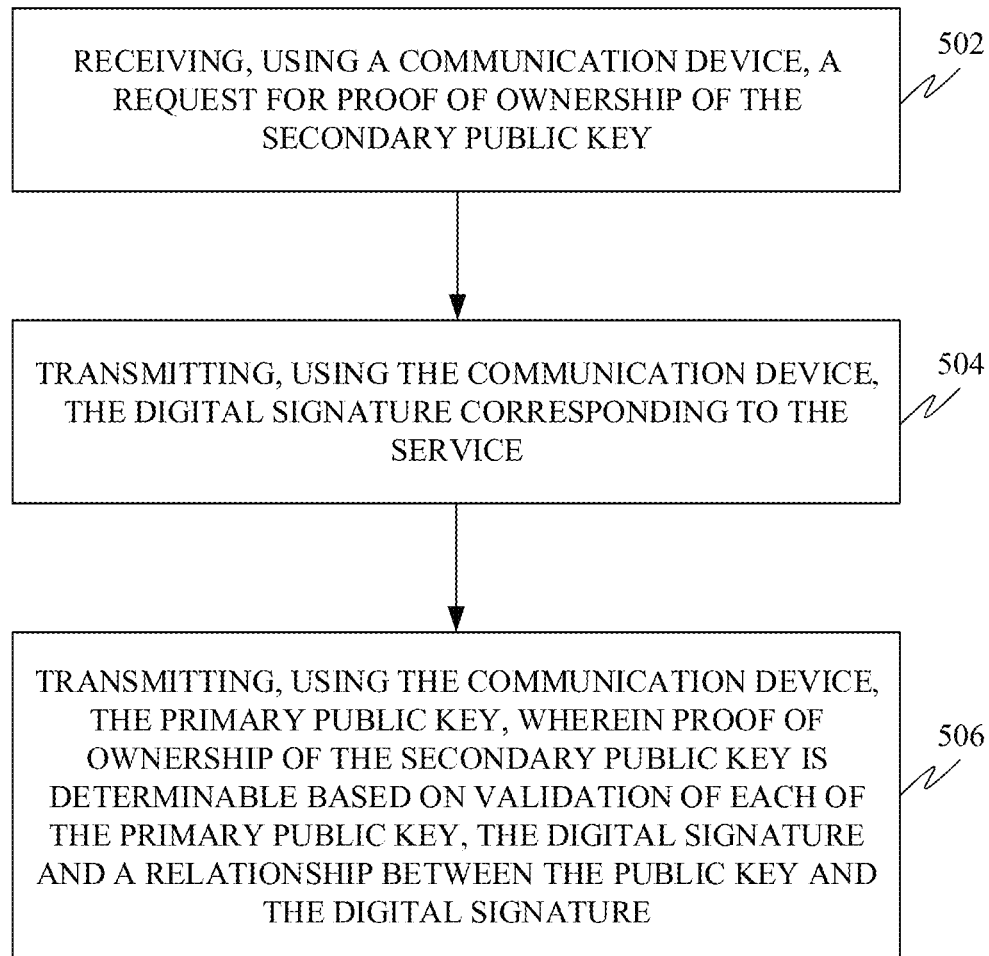 RECEIVING, USING A COMMUNICATION DEVICE, A
REQUEST FOR PROOF OF OWNERSHIP OF THE
SECONDARY PUBLIC KEY
502
TRANSMITTING, USING THE COMMUNICATION DEVICE,
THE DIGITAL SIGNATURE CORRESPONDING TO THE
SERVICE
504
TRANSMITTING, USING THE COMMUNICATION DEVICE,
THE PRIMARY PUBLIC KEY, WHEREIN PROOF OF
OWNERSHIP OF THE SECONDARY PUBLIC KEY IS
DETERMINABLE BASED ON VALIDATION OF EACH OF
THE PRIMARY PUBLIC KEY, THE DIGITAL SIGNATURE
AND A RELATIONSHIP BETWEEN THE PUBLIC KEY AND
THE DIGITAL SIGNATURE
506